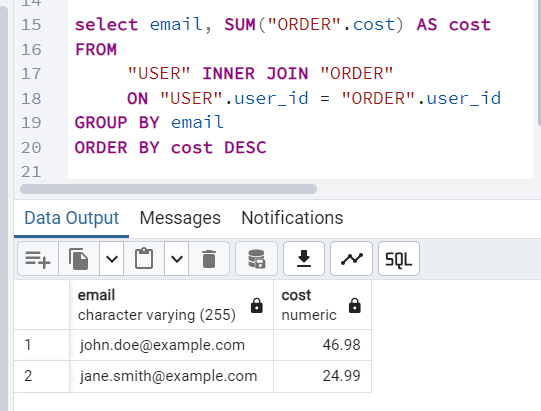 14
15 select email, SUM("ORDER".cost) AS cost
16 FROM
17 "USER" INNER JOIN "ORDER"
18 ON "USER".user_id = "ORDER".user_id
19 GROUP BY email
20 ORDER BY cost DESC
21
Data Output Messages Notifications
SQL
email cost
character varying (255) numeric
1 john.doe@example.com 46.98
2 jane.smith@example.com 24.99